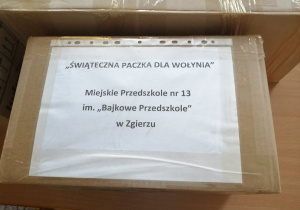 „ŚWIĄTECZNA PACZKA DLA WOŁYNIA”
Miejskie Przedszkole nr 13
im. „Bajkowe Przedszkole”
w Zgierzu